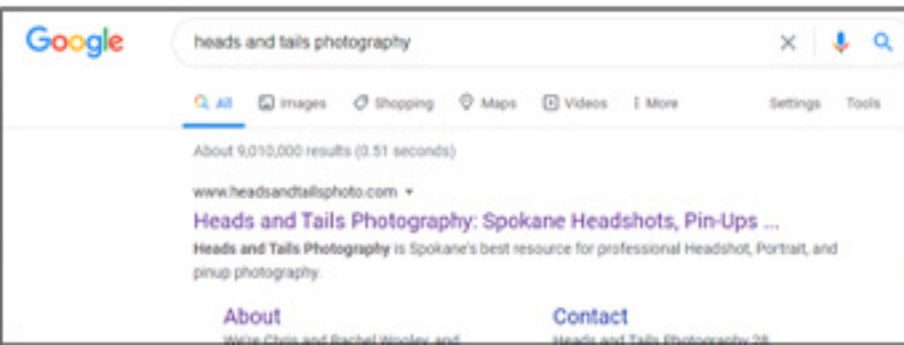 Google heads and tails photography
All Images Shopping Maps Videos More Settings Tools
About 9,010,000 results (0.51 seconds)
www.headsandtailsphoto.com
Heads and Tails Photography: Spokane Headshots, Pin-Ups ...
Heads and Tails Photography is Spokane's best resource for professional Headshot, Portrait, and
pinup photography.
About Contact
We're Chris and Rachel Wooley, and Heads and Tails Photography 28